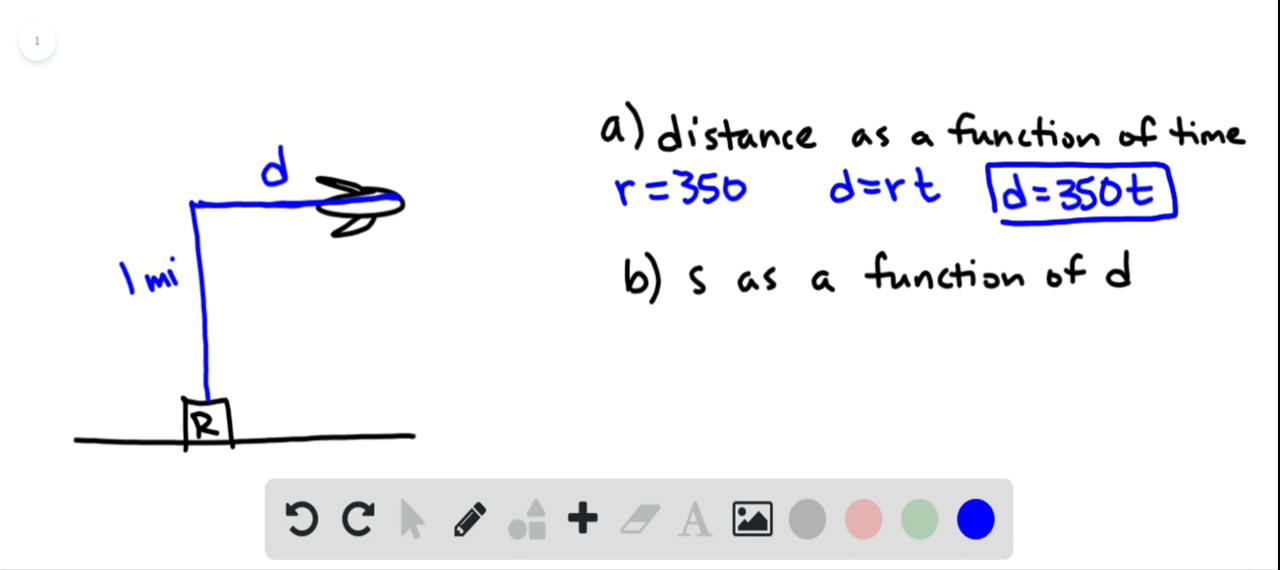 1
a) distance as a function of time
d
r=350 d=rt d=350t
1 mi
b) s as a function of d
R
A